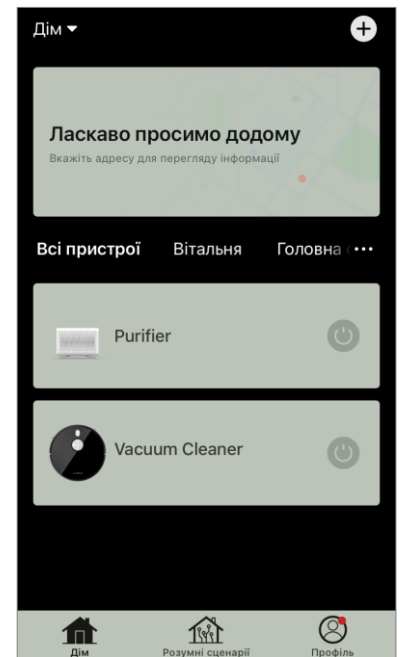 Дім
Ласкаво просимо додому
Вкажіть адресу для перегляду інформації
Всі пристрої Вітальня Головна
Purifier
Vacuum Cleaner
Дім Розумні сценарії Профіль